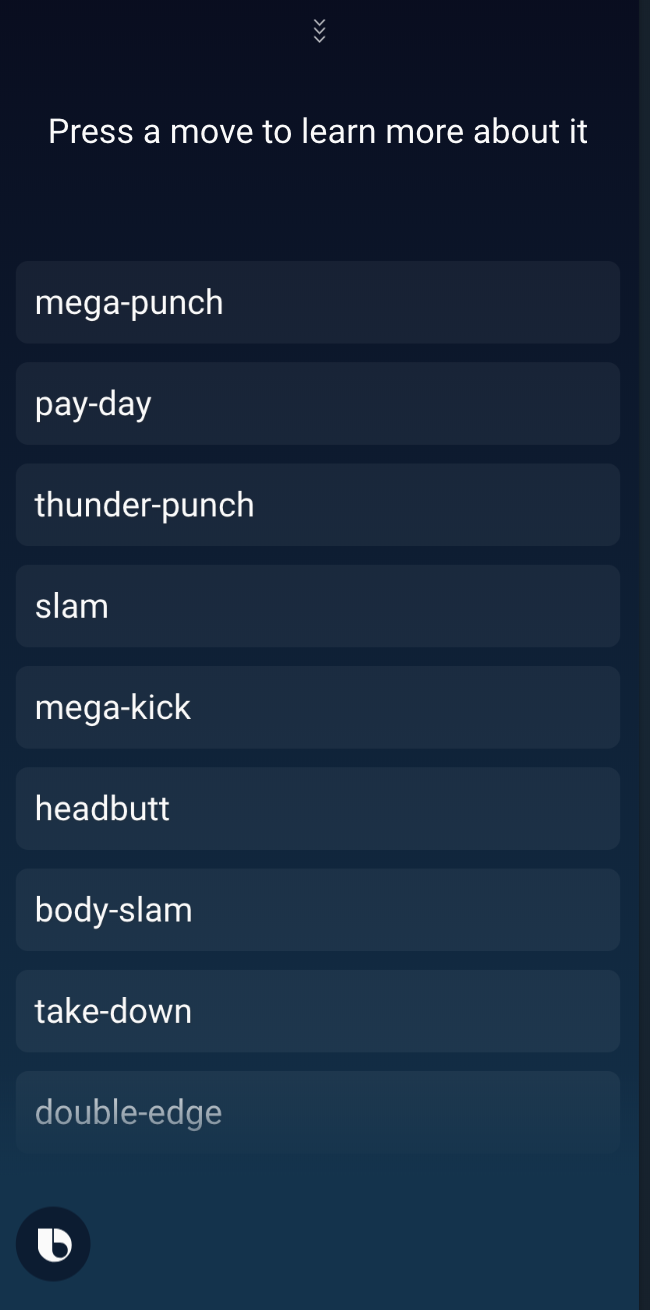 Press a move to learn more about it
mega-punch
pay-day
thunder-punch
slam
mega-kick
headbutt
body-slam
take-down
double-edge